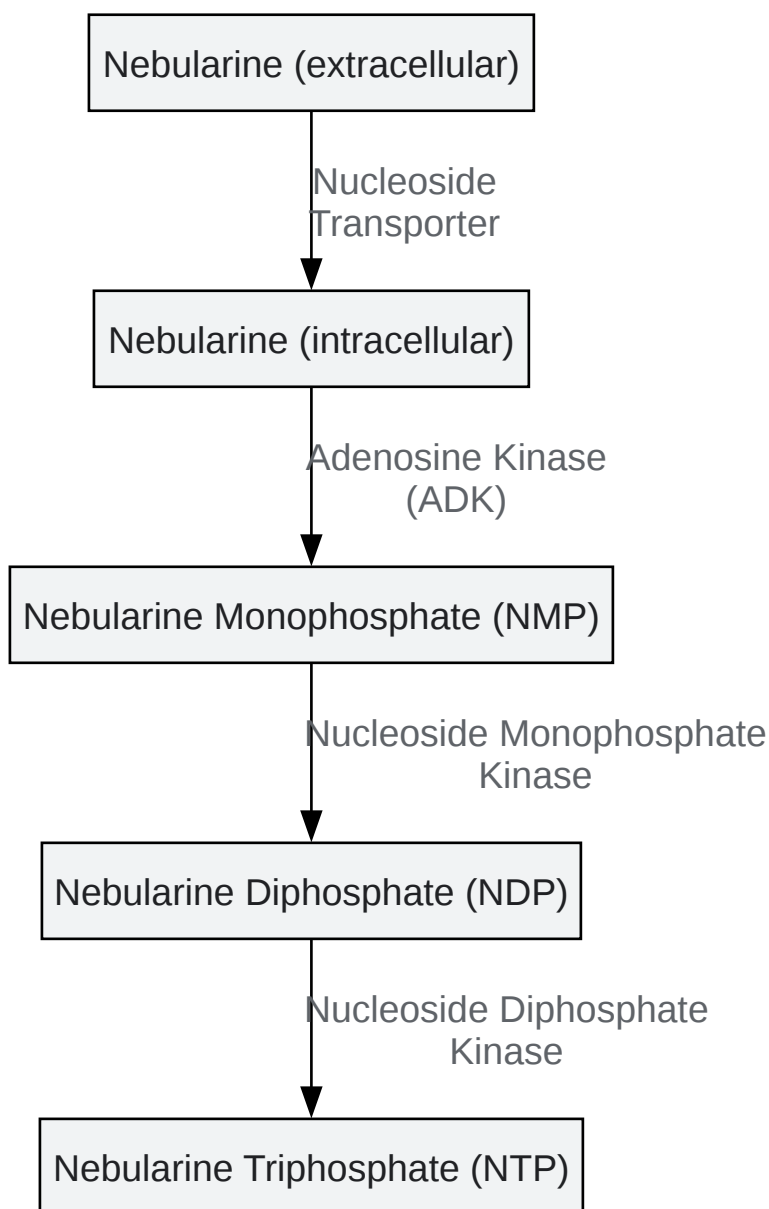 Nebularine (extracellular)
Nucleoside
Transporter
Nebularine (intracellular)
Adenosine Kinase
(ADK)
Nebularine Monophosphate (NMP)
Nucleoside Monophosphate
Kinase
Nebularine Diphosphate (NDP)
Nucleoside Diphosphate
Kinase
Nebularine Triphosphate (NTP)